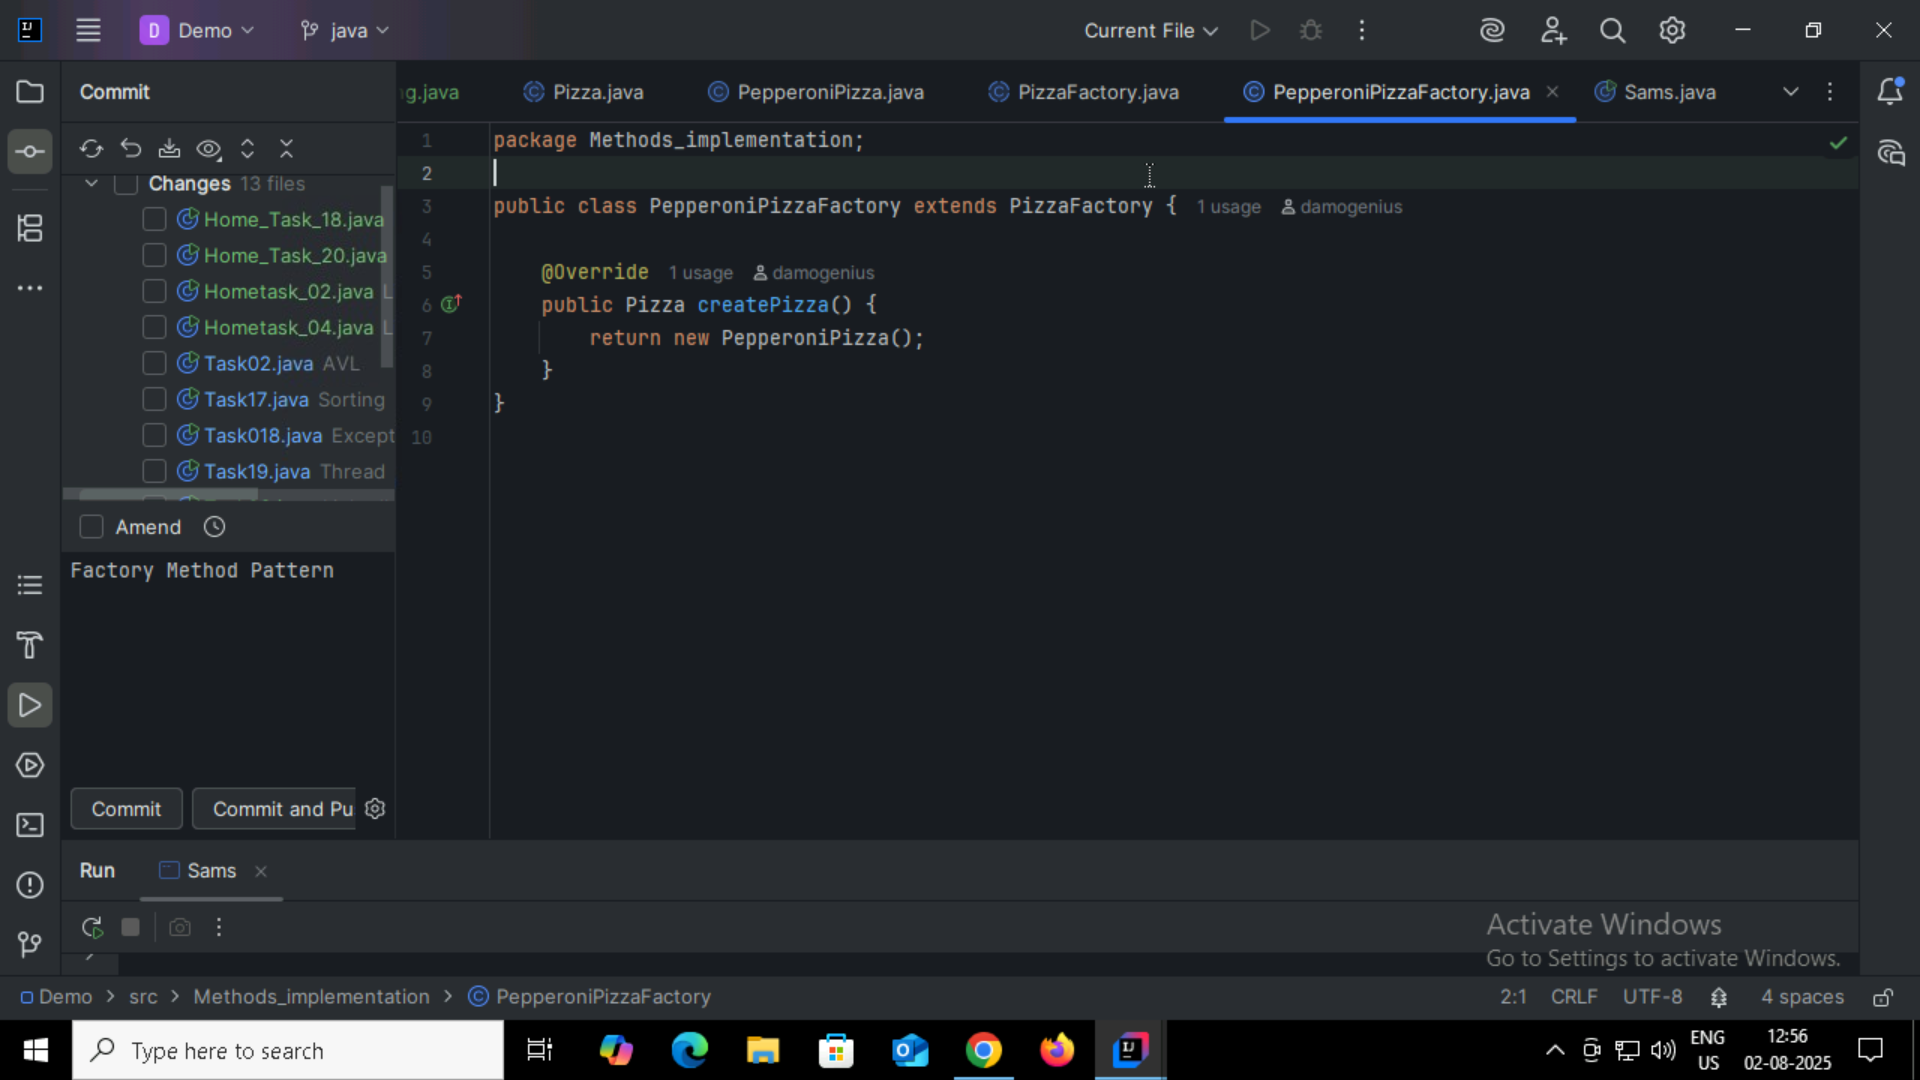 D Demo java Current File
Commit
g.java Pizza.java PepperoniPizza.java PizzaFactory.java PepperoniPizzaFactory.java Sams.java
Changes 13 files
Home_Task_18.java
Home_Task_20.java
Hometask_02.java L
Hometask_04.java L
Task02.java AVL
Task17.java Sorting
Task018.java Except
Task19.java Thread
Amend
Factory Method Pattern
Commit Commit and Pu
1 package Methods_implementation;
2
3 public class PepperoniPizzaFactory extends PizzaFactory { 1 usage damogenius
4
5 @Override 1 usage damogenius
6 public Pizza createPizza() {
7 return new PepperoniPizza();
8 }
9 }
10
Run Sams
Activate Windows
Go to Settings to activate Windows.
Demo > src > Methods_implementation > PepperoniPizzaFactory
2:1 CRLF UTF-8 4 spaces
Type here to search
ENG
US
12:56
02-08-2025